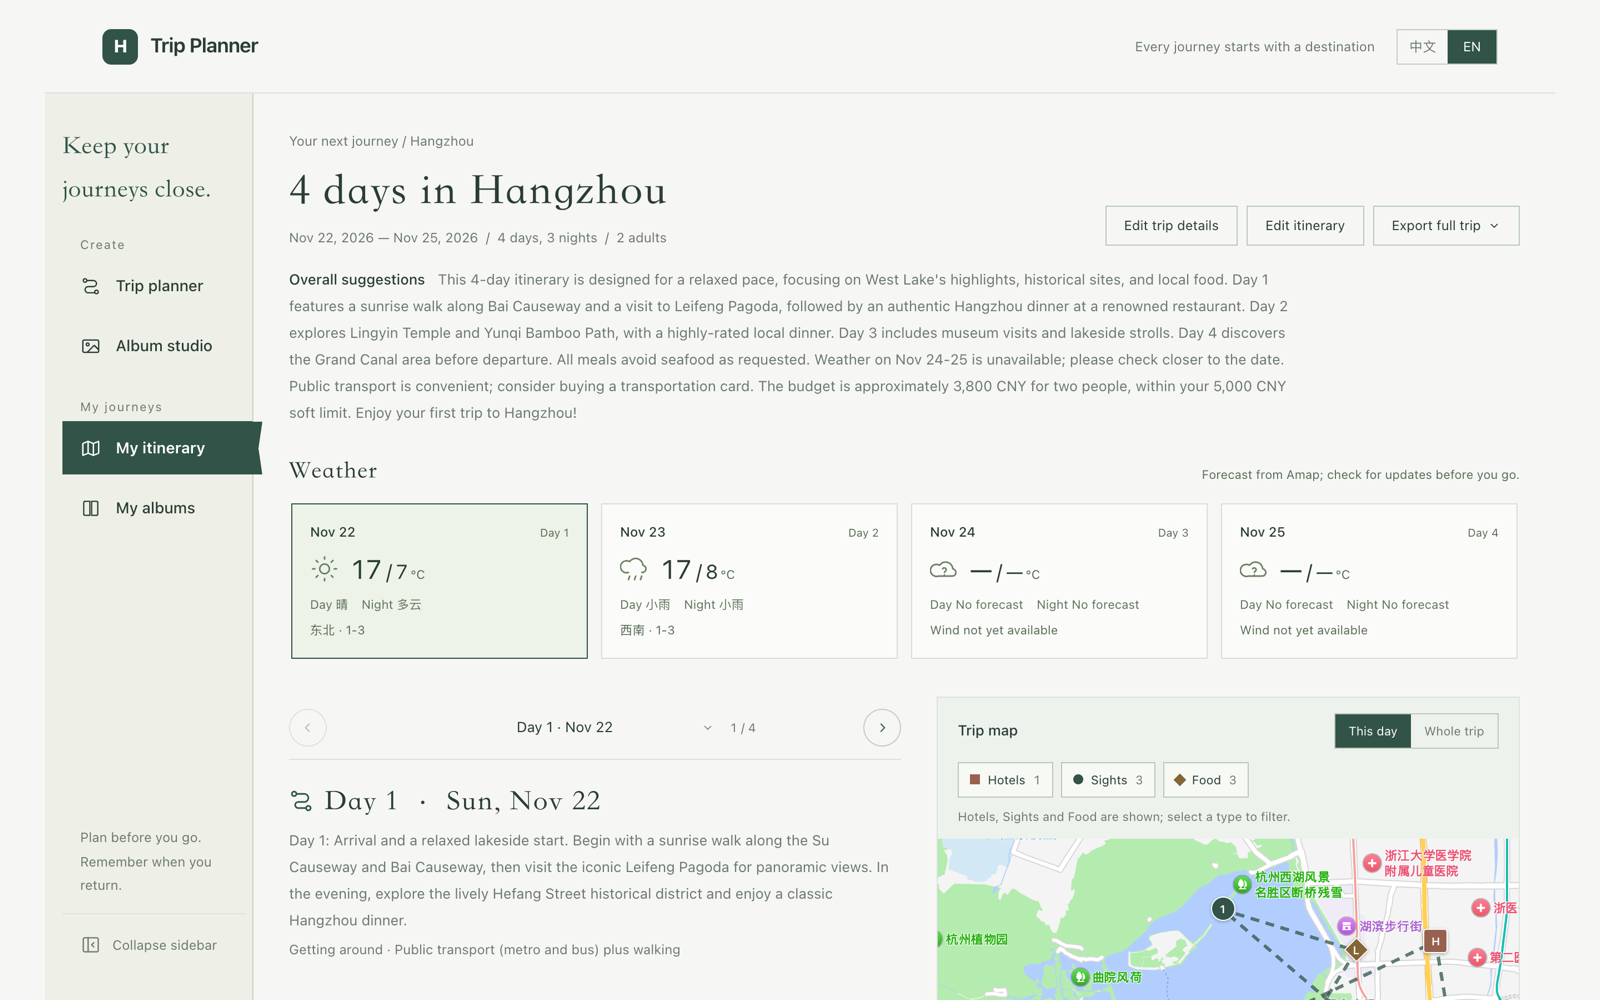 H Trip Planner
Every journey starts with a destination
中文 EN
Keep your
journeys close.
Create
Trip planner
Album studio
My journeys
My itinerary
My albums
Plan before you go.
Remember when you
return.
Collapse sidebar
Your next journey / Hangzhou
4 days in Hangzhou
Nov 22, 2026 — Nov 25, 2026 / 4 days, 3 nights / 2 adults
Edit trip details
Edit itinerary
Export full trip
Overall suggestions This 4-day itinerary is designed for a relaxed pace, focusing on West Lake's highlights, historical sites, and local food. Day 1
features a sunrise walk along Bai Causeway and a visit to Leifeng Pagoda, followed by an authentic Hangzhou dinner at a renowned restaurant. Day 2
explores Lingyin Temple and Yunqi Bamboo Path, with a highly-rated local dinner. Day 3 includes museum visits and lakeside strolls. Day 4 discovers
the Grand Canal area before departure. All meals avoid seafood as requested. Weather on Nov 24-25 is unavailable; please check closer to the date.
Public transport is convenient; consider buying a transportation card. The budget is approximately 3,800 CNY for two people, within your 5,000 CNY
soft limit. Enjoy your first trip to Hangzhou!
Weather
Forecast from Amap; check for updates before you go.
Nov 22 Day 1
17 / 7 °C
Day 晴 Night 多云
东北 · 1-3
Nov 23 Day 2
17 / 8 °C
Day 小雨 Night 小雨
西南 · 1-3
Nov 24 Day 3
— / — °C
Day No forecast Night No forecast
Wind not yet available
Nov 25 Day 4
— / — °C
Day No forecast Night No forecast
Wind not yet available
Day 1 · Nov 22 1 / 4
Day 1 · Sun, Nov 22
Day 1: Arrival and a relaxed lakeside start. Begin with a sunrise walk along the Su
Causeway and Bai Causeway, then visit the iconic Leifeng Pagoda for panoramic views. In
the evening, explore the lively Hefang Street historical district and enjoy a classic
Hangzhou dinner.
Getting around · Public transport (metro and bus) plus walking
Trip map
This day Whole trip
Hotels 1
Sights 3
Food 3
Hotels, Sights and Food are shown; select a type to filter.
浙江大学医学院
附属儿童医院
杭州西湖风景
名胜区断桥残雪
1
浙医
湖滨步行街
杭州植物园
L
H
第二医
曲院风荷